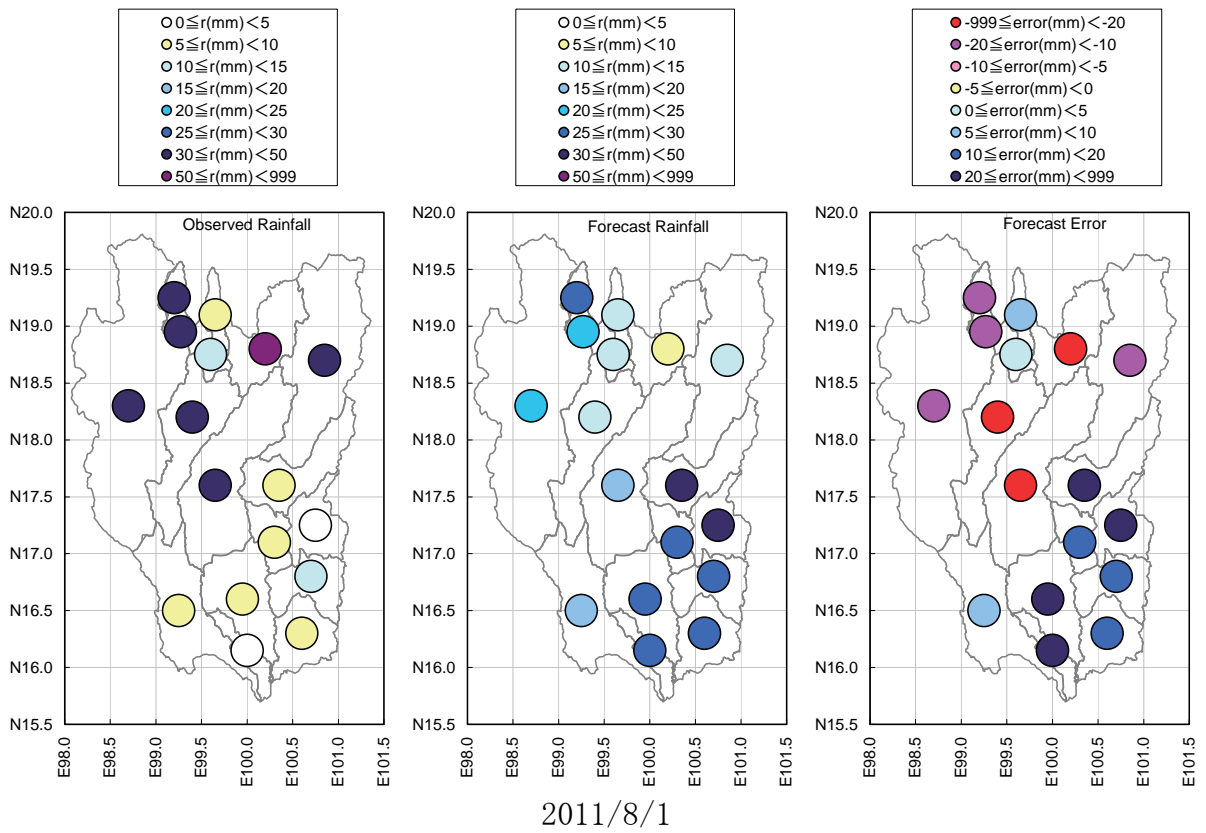 0≦r(mm)<5
5≦r(mm)<10
10≦r(mm)<15
15≦r(mm)<20
20≦r(mm)<25
25≦r(mm)<30
30≦r(mm)<50
50≦r(mm)<999
0≦r(mm)<5
5≦r(mm)<10
10≦r(mm)<15
15≦r(mm)<20
20≦r(mm)<25
25≦r(mm)<30
30≦r(mm)<50
50≦r(mm)<999
-999≦error(mm)<-20
-20≦error(mm)<-10
-10≦error(mm)<-5
-5≦error(mm)<0
0≦error(mm)<5
5≦error(mm)<10
10≦error(mm)<20
20≦error(mm)<999
Observed Rainfall
N20.0
N19.5
N19.0
N18.5
N18.0
N17.5
N17.0
N16.5
N16.0
N15.5
E98.0
E98.5
E99.0
E99.5
E100.0
E100.5
E101.0
E101.5
Forecast Rainfall
N20.0
N19.5
N19.0
N18.5
N18.0
N17.5
N17.0
N16.5
N16.0
N15.5
E98.0
E98.5
E99.0
E99.5
E100.0
E100.5
E101.0
E101.5
Forecast Error
N20.0
N19.5
N19.0
N18.5
N18.0
N17.5
N17.0
N16.5
N16.0
N15.5
E98.0
E98.5
E99.0
E99.5
E100.0
E100.5
E101.0
E101.5
2011/8/1